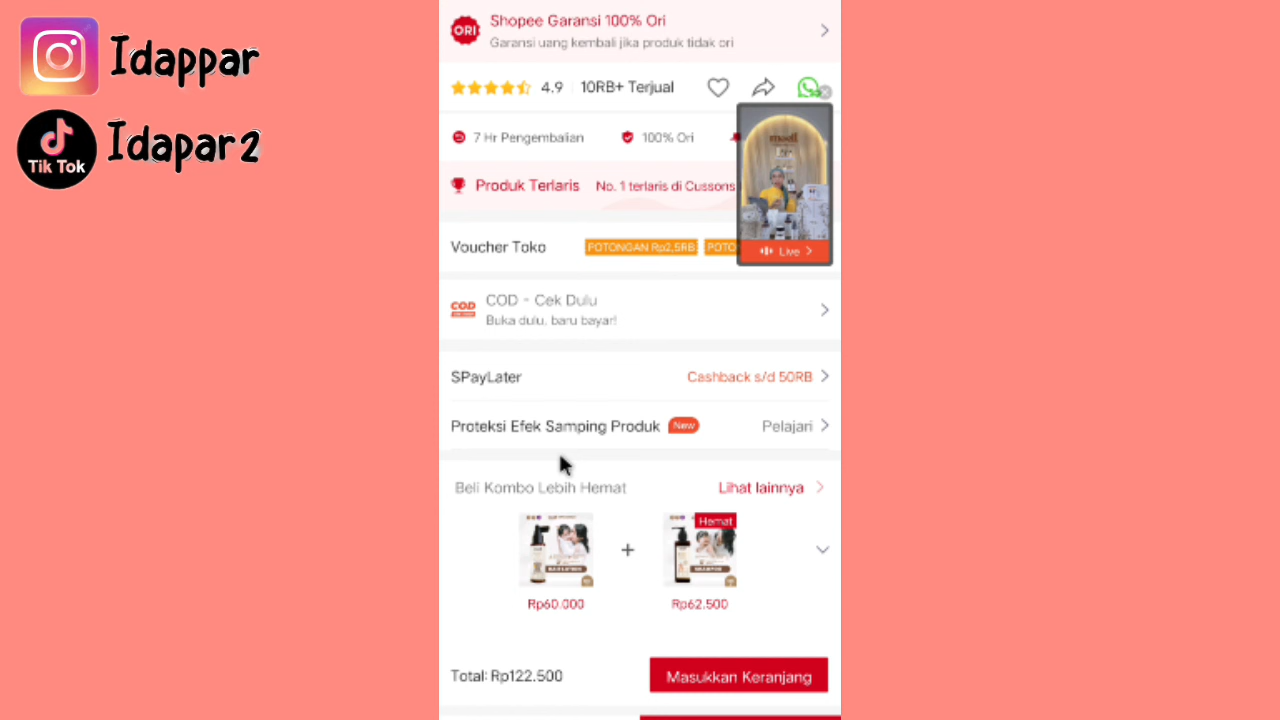 Idappar
Tik Tok
Idapar2
ORI
Shopee Garansi 100% Ori
Garansi uang kembali jika produk tidak ori
4.9
10RB+ Terjual
7 Hr Pengembalian
100% Ori
Produk Terlaris
No. 1 terlaris di Cussons
Voucher Toko
POTONGAN Rp2,5RB
POTO
Live
COD
COD - Cek Dulu
Buka dulu, baru bayar!
SPayLater
Cashback s/d 50RB
Proteksi Efek Samping Produk
New
Pelajari
Beli Kombo Lebih Hemat
Lihat lainnya
Hemat
+
Rp60.000
Rp62.500
Total: Rp122.500
Masukkan Keranjang